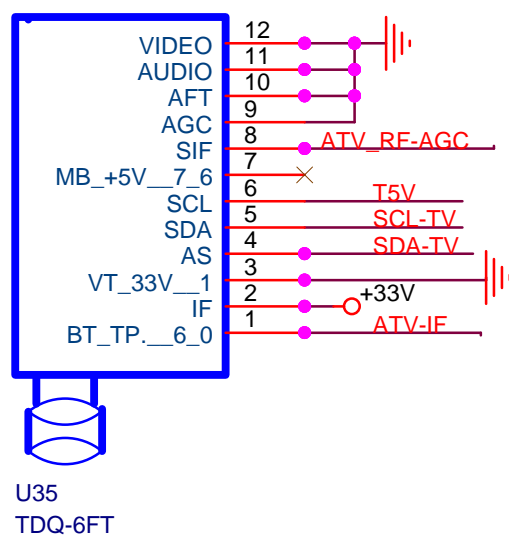 12
VIDEO
11
AUDIO
10
AFT
9
AGC
8
SIF
ATV_RF-AGC
7
MB_+5V__7_6
6
SCL
T5V
5
SDA
SCL-TV
4
AS
SDA-TV
3
VT_33V__1
2
IF
+33V
1
BT_TP.__6_0
ATV-IF
U35
TDQ-6FT